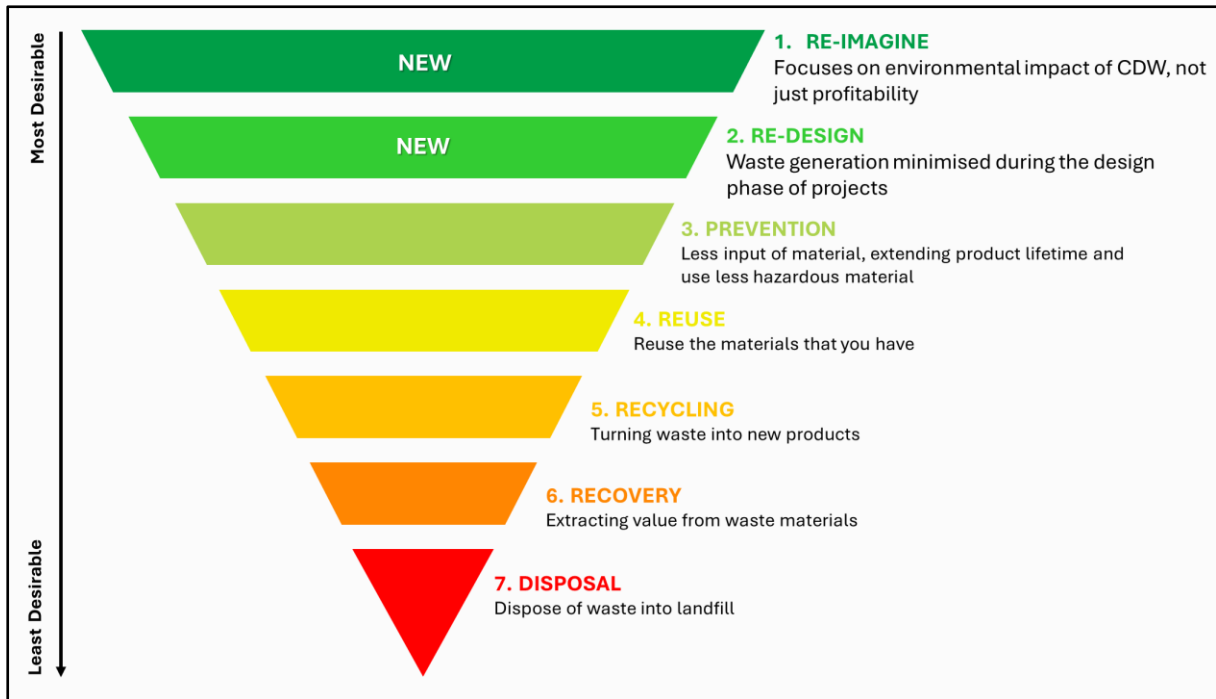 Most Desirable
NEW
1. RE-IMAGINE
Focuses on environmental impact of CDW, not
just profitability
NEW
2. RE-DESIGN
Waste generation minimised during the design
phase of projects
3. PREVENTION
Less input of material, extending product lifetime and
use less hazardous material
4. REUSE
Reuse the materials that you have
5. RECYCLING
Turning waste into new products
6. RECOVERY
Extracting value from waste materials
Least Desirable
7. DISPOSAL
Dispose of waste into landfill